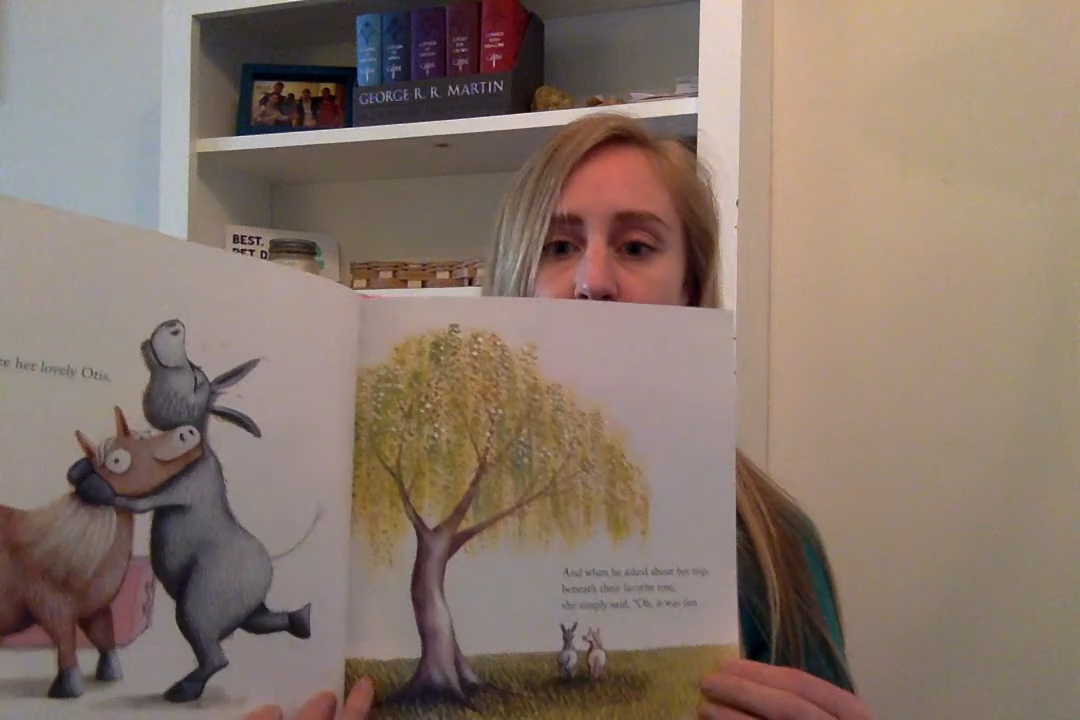 GEORGE R. R. MARTIN
BEST.
PET D
her lovely Otis.
And when he asked about her trip,
beneath their favorite tree,
she simply said, "Oh, it was fun